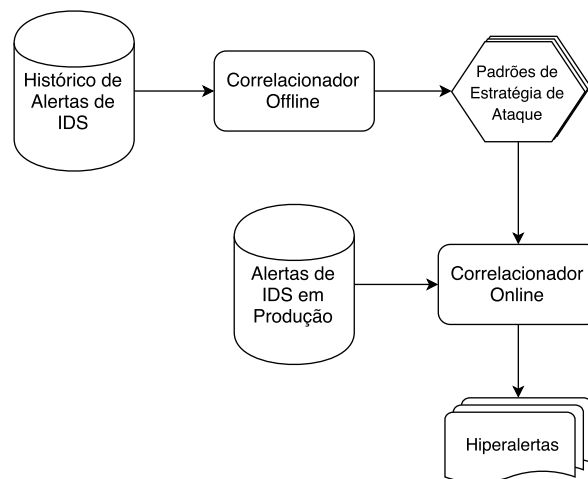 Histórico de
Alertas de
IDS
Correlacionador
Offline
Padrões de
Estratégia de
Ataque
Alertas de
IDS em
Produção
Correlacionador
Online
Hiperalertas